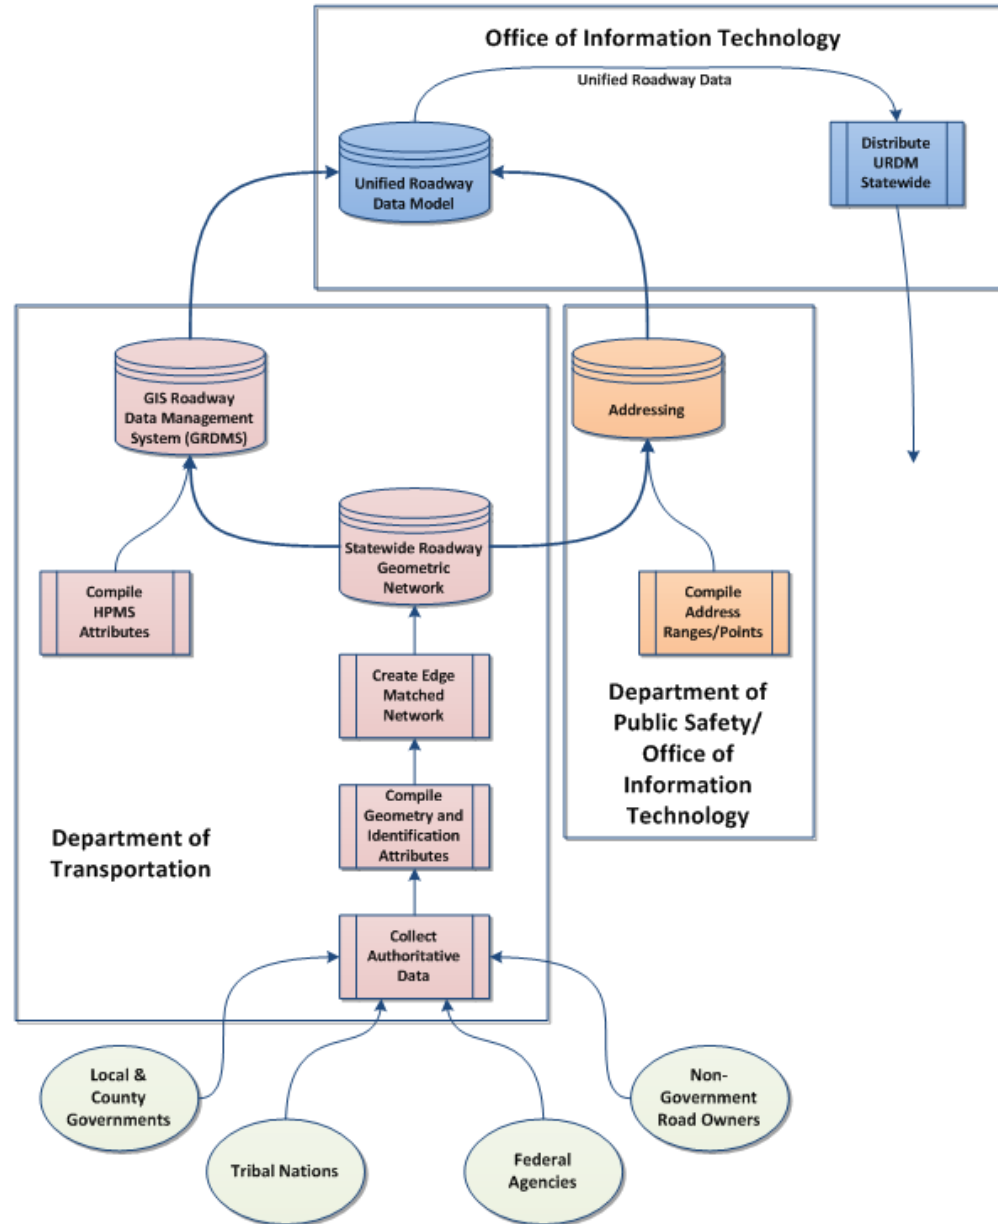 Office of Information Technology
Unified Roadway Data
Unified Roadway
Data Model
Distribute
URDM
Statewide
GIS Roadway
Data Management
System (GRDMS)
Addressing
Statewide Roadway
Geometric
Network
Compile
HPMS
Attributes
Compile
Address
Ranges/Points
Create Edge
Matched
Network
Department of
Public Safety/
Office of
Information
Technology
Compile
Geometry and
Identification
Attributes
Department of
Transportation
Collect
Authoritative
Data
Local &
County
Governments
Non-
Government
Road Owners
Tribal Nations
Federal
Agencies